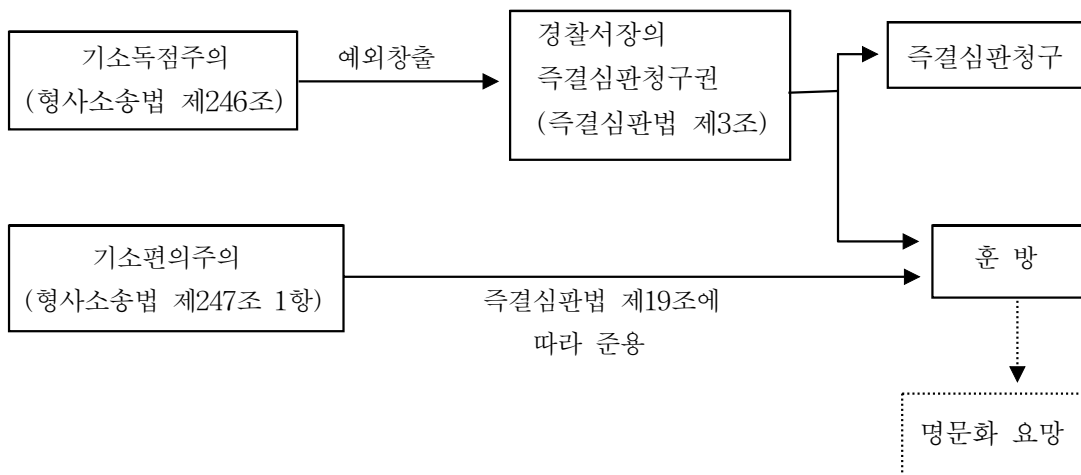 기소독점주의
(형사소송법 제246조)
예외창출
경찰서장의
즉결심판청구권
(즉결심판법 제3조)
즉결심판청구
기소편의주의
(형사소송법 제247조 1항)
즉결심판법 제19조에
따라 준용
훈 방
명문화 요망